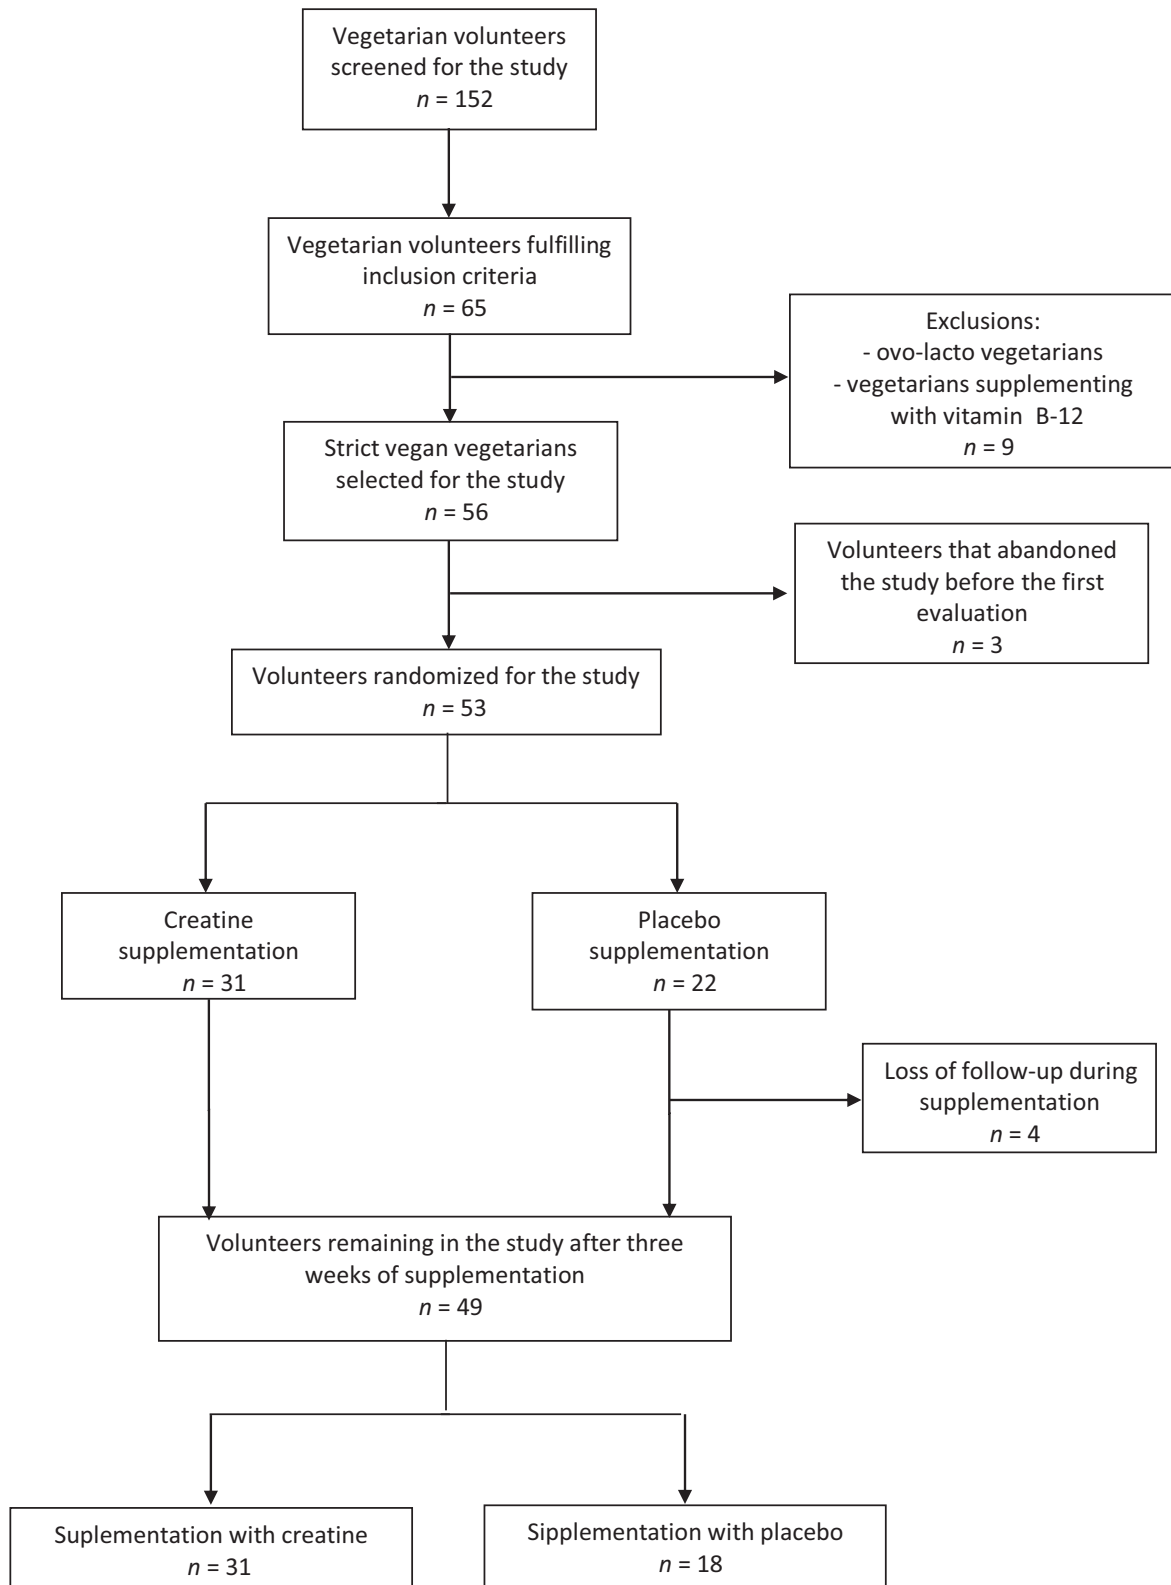 Vegetarian volunteers
screened for the study
n = 152
Vegetarian volunteers fulfilling
inclusion criteria
n = 65
Exclusions:
- ovo-lacto vegetarians
- vegetarians supplementing
with vitamin B-12
n = 9
Strict vegan vegetarians
selected for the study
n = 56
Volunteers that abandoned
the study before the first
evaluation
n = 3
Volunteers randomized for the study
n = 53
Creatine
supplementation
n = 31
Placebo
supplementation
n = 22
Loss of follow-up during
supplementation
n = 4
Volunteers remaining in the study after three
weeks of supplementation
n = 49
Suplementation with creatine
n = 31
Sipplementation with placebo
n = 18